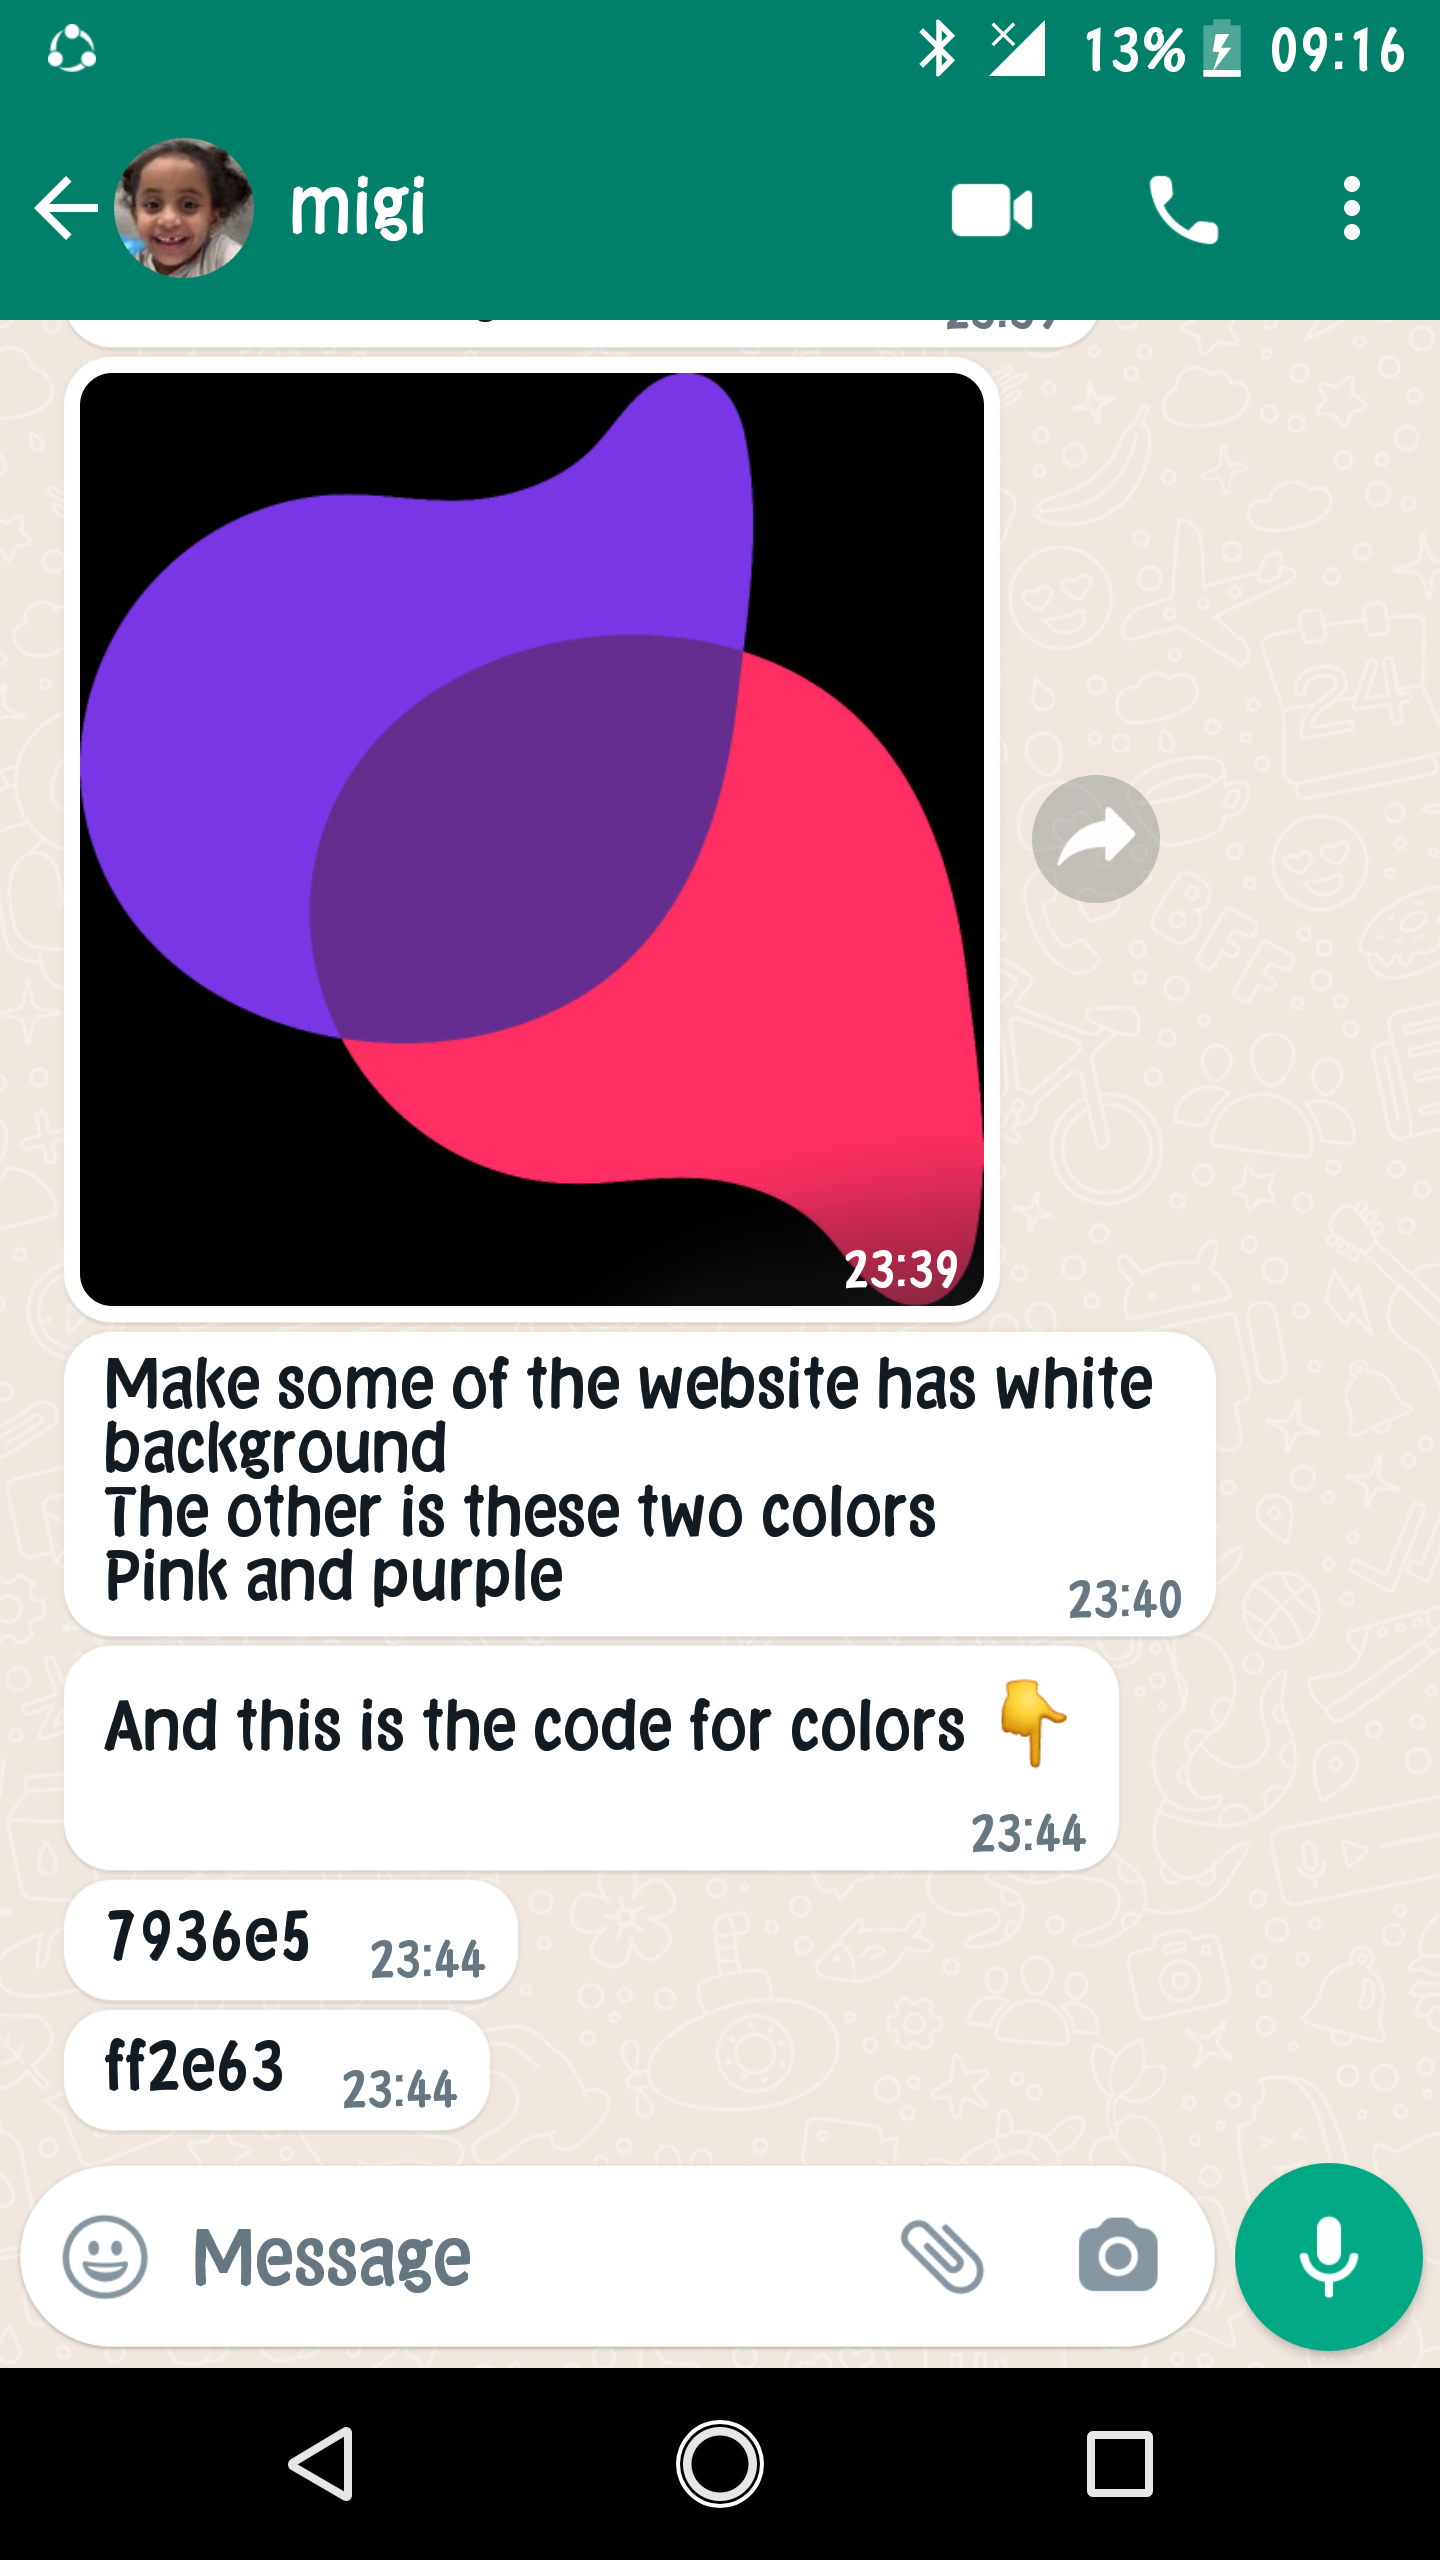 13% 09:16
migi
23:39
Make some of the website has white
background
The other is these two colors
Pink and purple
23:40
And this is the code for colors 👇
23:44
7936e5 23:44
ff2e63 23:44
Message